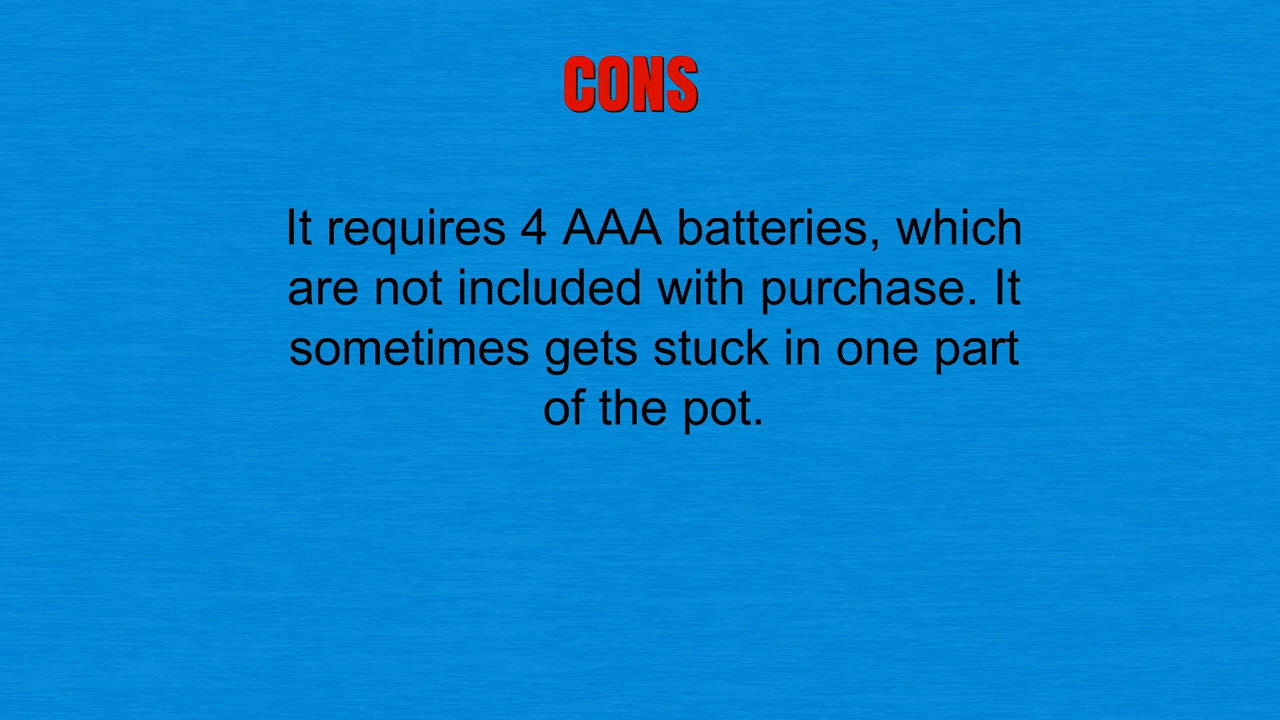 CONS
It requires 4 AAA batteries, which
are not included with purchase. It
sometimes gets stuck in one part
of the pot.